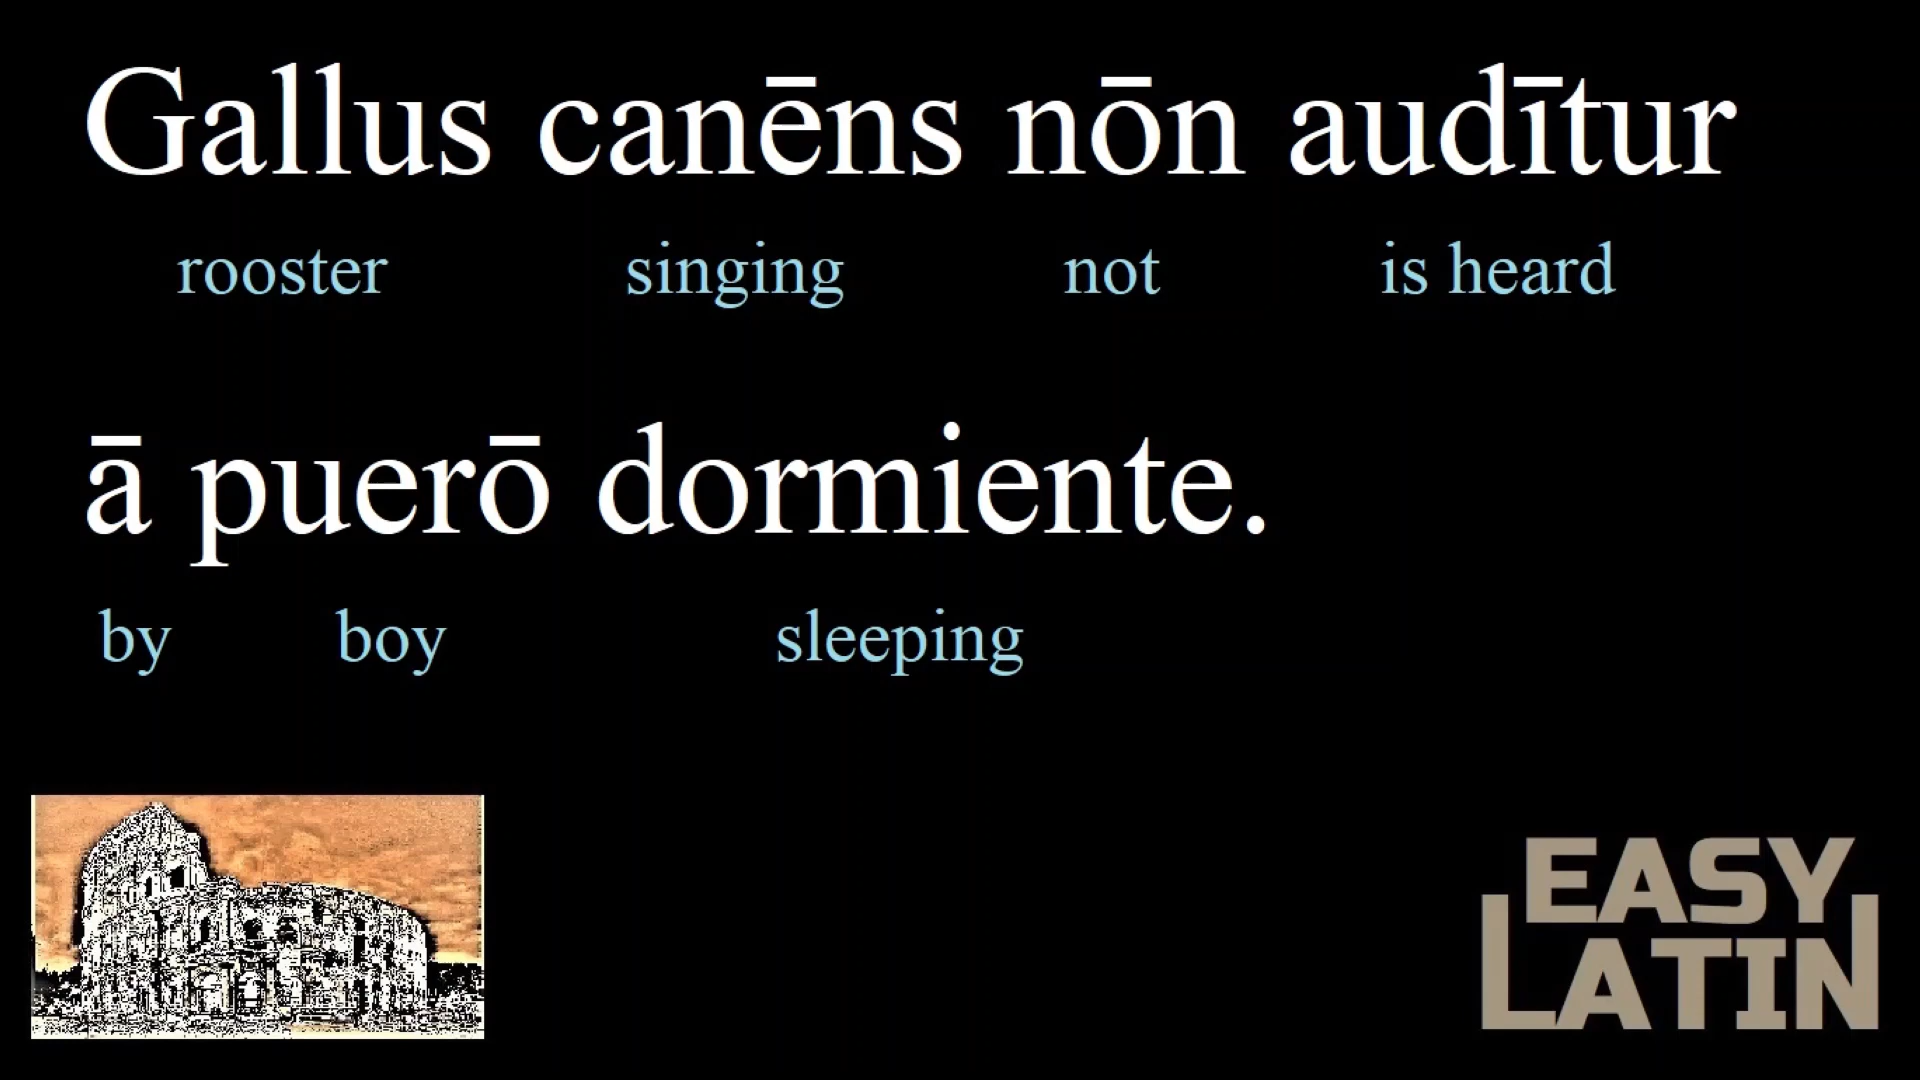 Gallus canēns nōn audītur
rooster singing not is heard
ā puerō dormiente.
by boy sleeping
EASY
LATIN